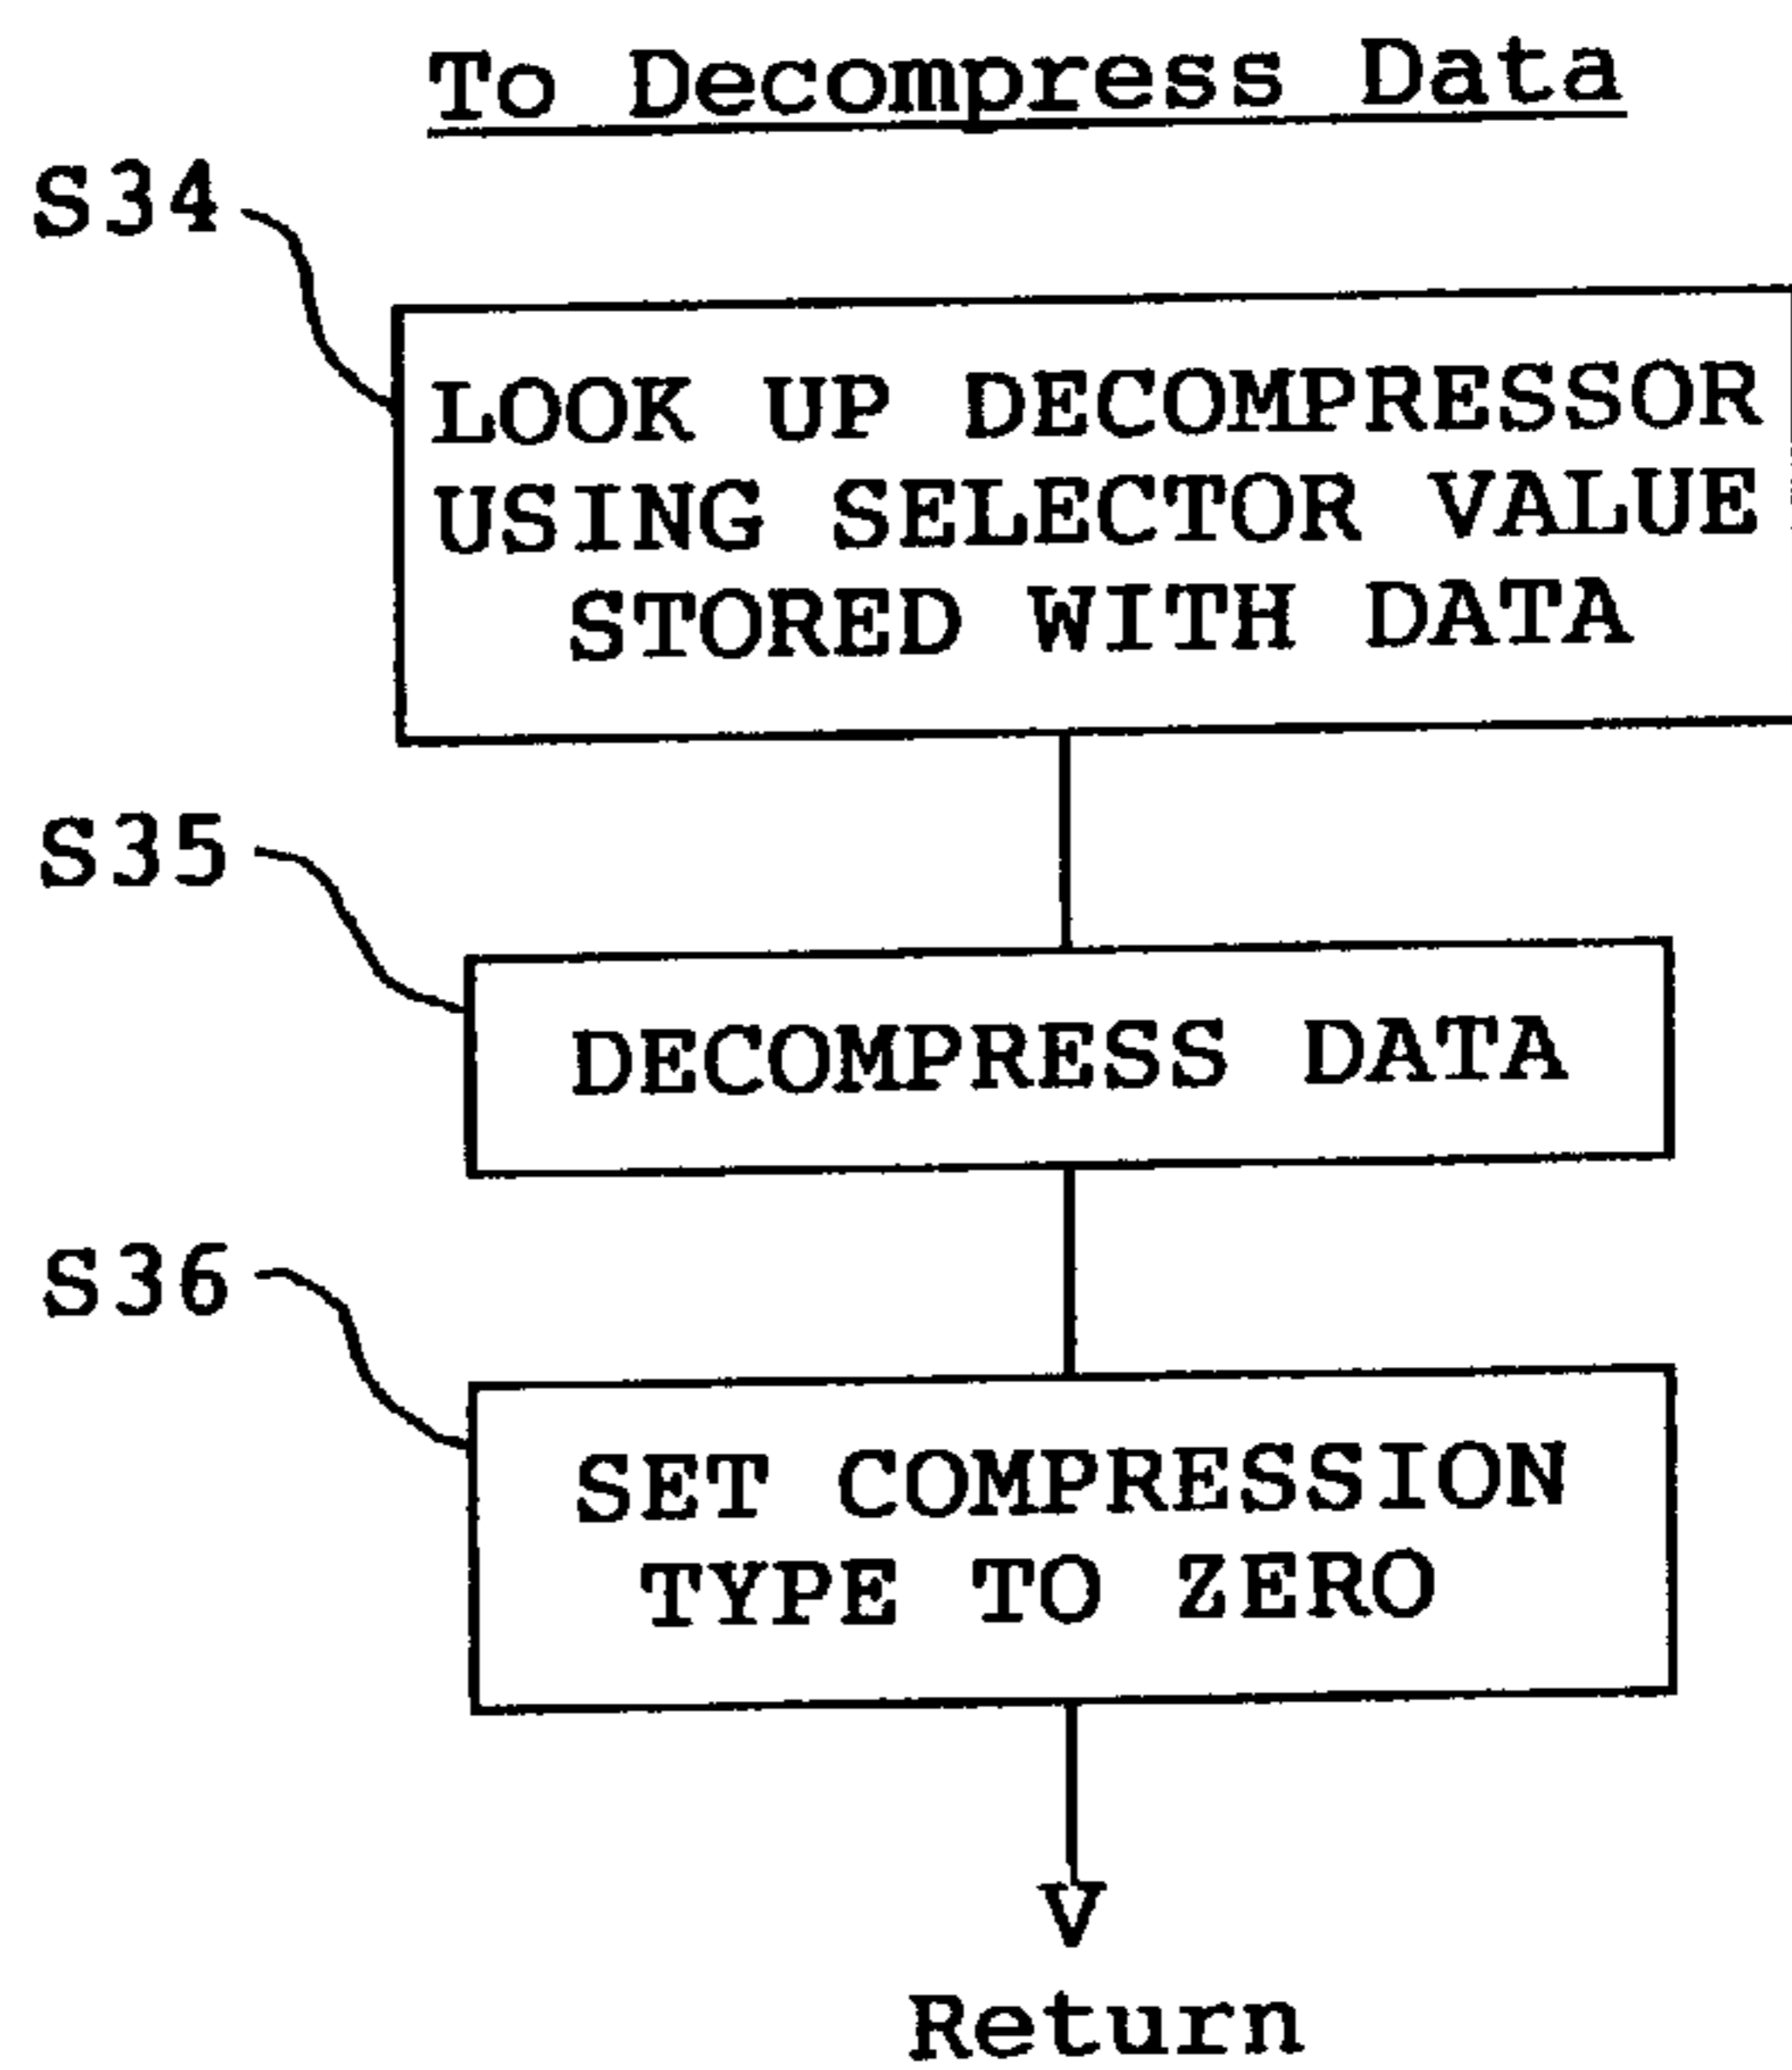 To Decompress Data
S34
LOOK UP DECOMPRESSOR
USING SELECTOR VALUE
STORED WITH DATA
S35
DECOMPRESS DATA
S36
SET COMPRESSION
TYPE TO ZERO
Return